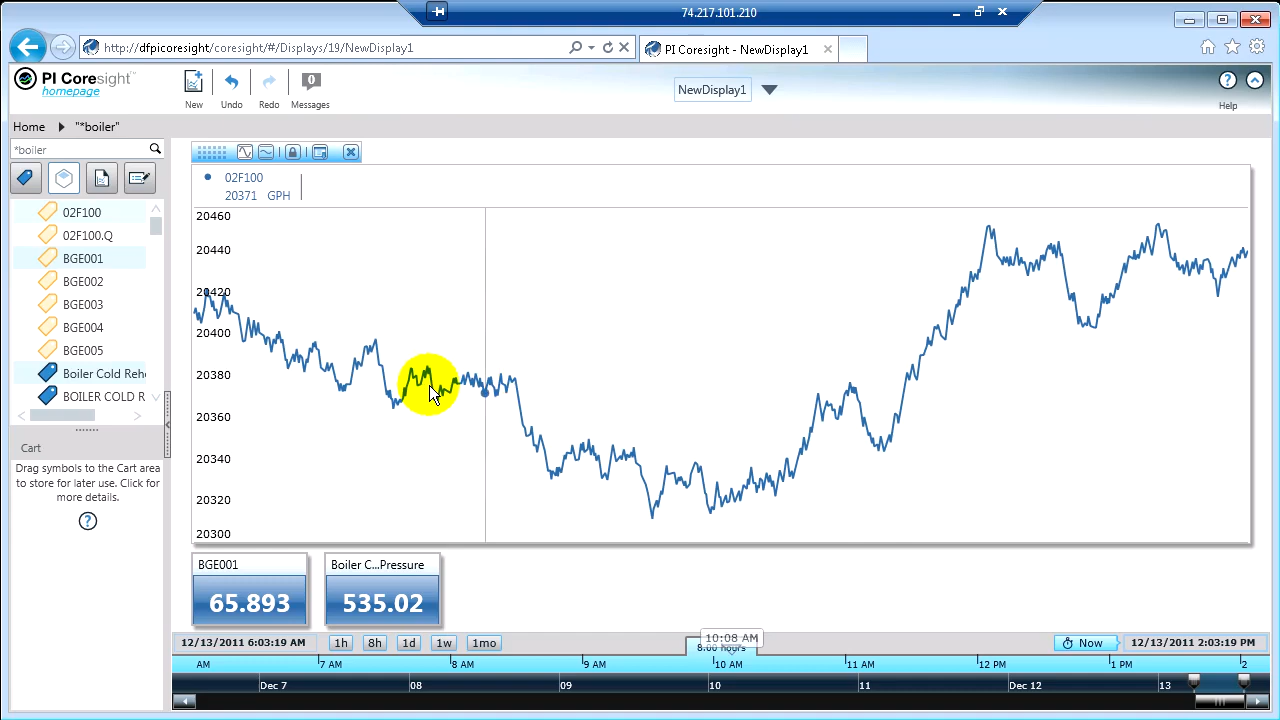 74.217.101.210
http://dfpicoresight/coresight/#/Displays/19/NewDisplay1
PI Coresight - NewDisplay1
PI Coresight™
homepage
New
Undo
Redo
0
Messages
NewDisplay1
Help
Home
"*boiler"
*boiler
02F100
02F100.Q
BGE001
BGE002
BGE003
BGE004
BGE005
Boiler Cold Reh
BOILER COLD R
Cart
Drag symbols to the Cart area
to store for later use. Click for
more details.
02F100
20371 GPH
20460
20440
20420
20400
20380
20360
20340
20320
20300
BGE001
65.893
Boiler C...Pressure
535.02
12/13/2011 6:03:19 AM
1h
8h
1d
1w
1mo
10:08 AM
8.00 hours
Now
12/13/2011 2:03:19 PM
AM
7 AM
8 AM
9 AM
10 AM
11 AM
12 PM
1 PM
2
Dec 7
08
09
10
11
Dec 12
13